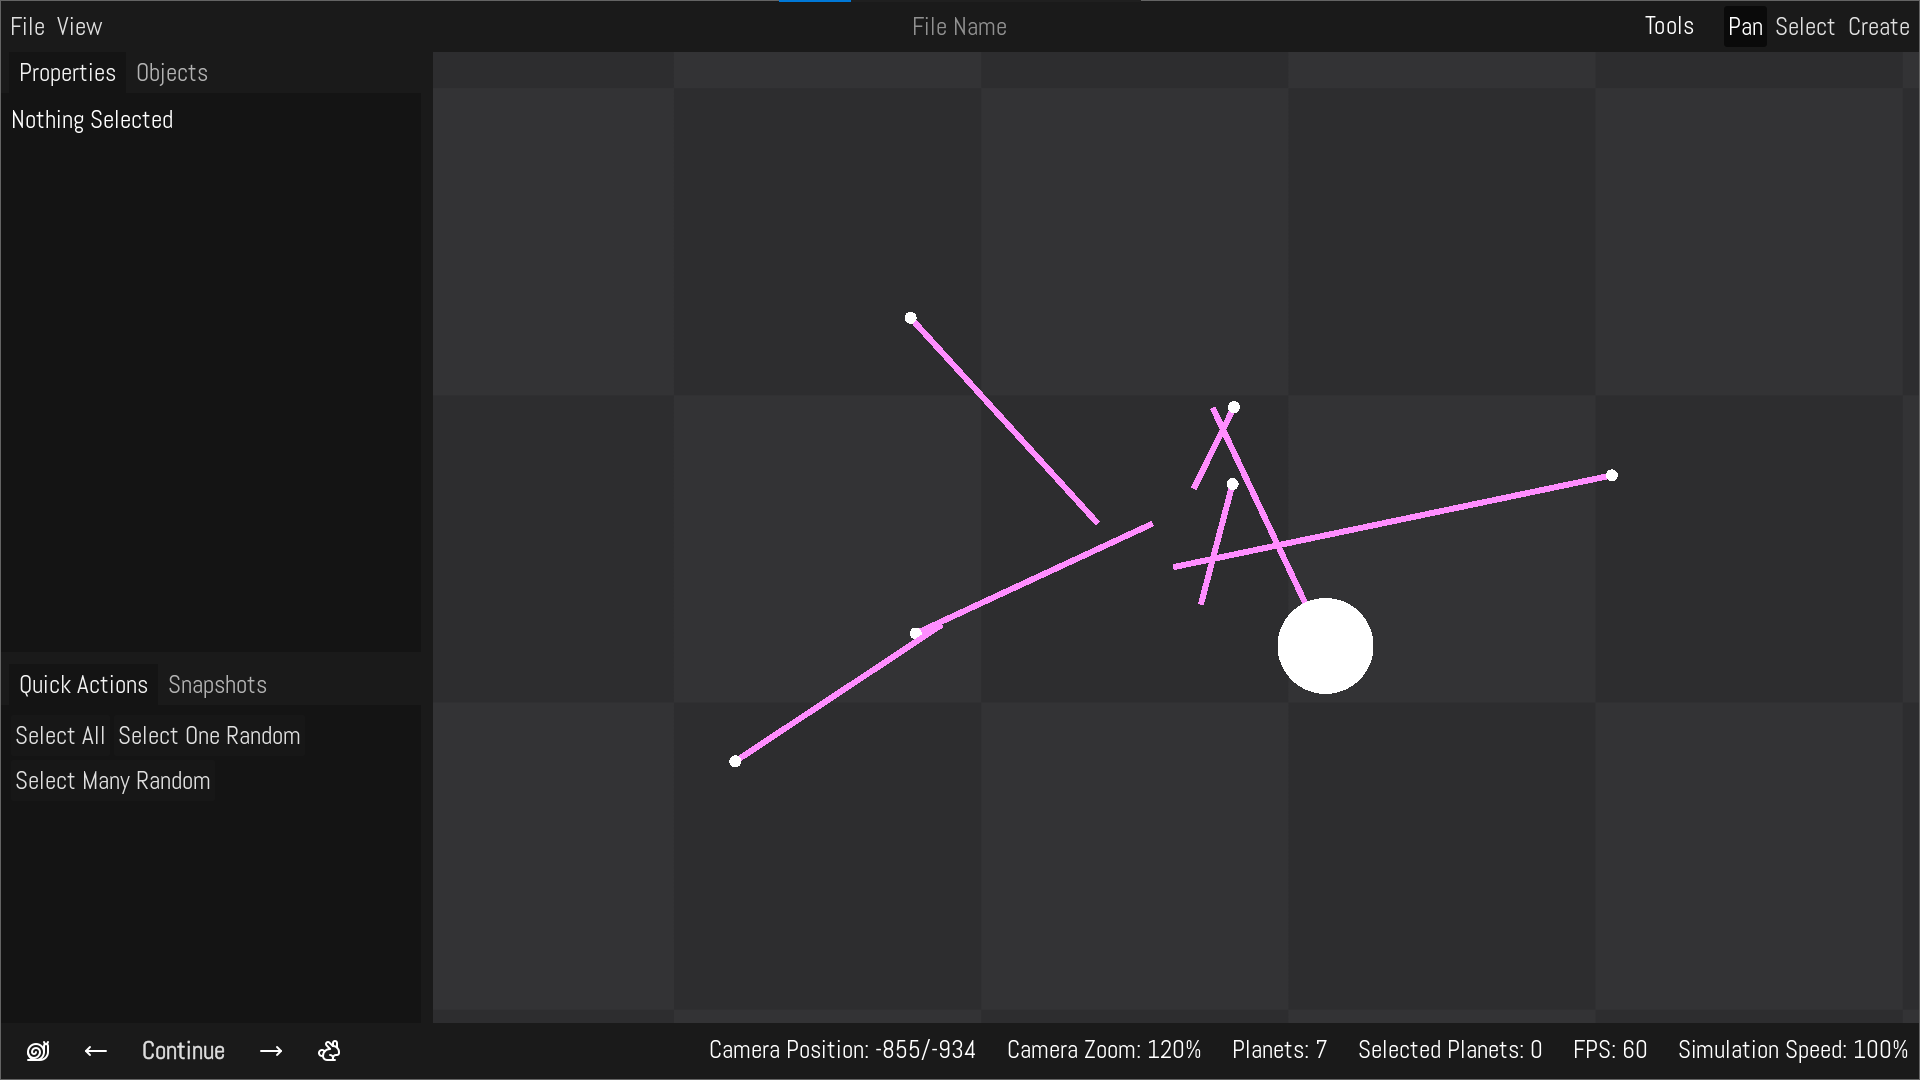 File View File Name Tools Pan Select Create
Properties Objects
Nothing Selected
Quick Actions Snapshots
Select All Select One Random
Select Many Random
← Continue → Camera Position: -855/-934 Camera Zoom: 120% Planets: 7 Selected Planets: 0 FPS: 60 Simulation Speed: 100%